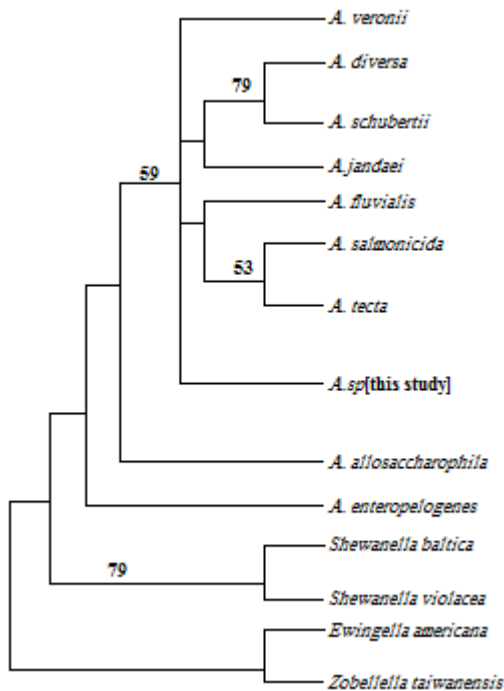 A. veronii
A. diversa
79
A. schubertii
A.jandaei
59
A. fluvialis
A. salmonicida
53
A. tecta
A.sp[this study]
A. allosaccharophila
A. enteropelogenes
Shewanella baltica
79
Shewanella violacea
Ewingella americana
Zobellella taiwanensis